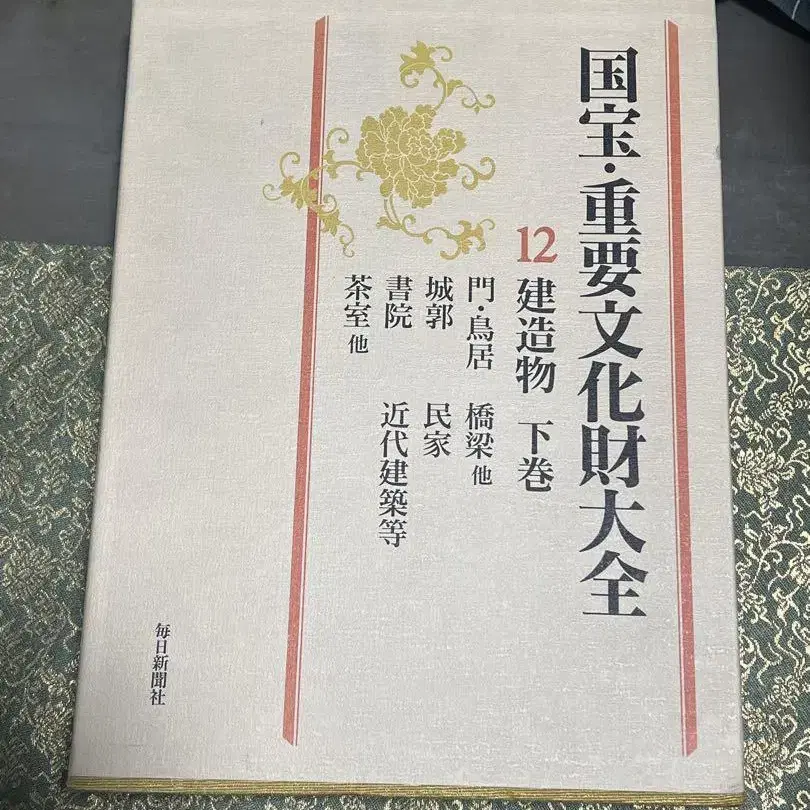 国宝・重要文化財大全
12 建造物 下巻
門・鳥居 橋梁 他
城郭 民家
書院 近代建築等
茶室 他
毎日新聞社